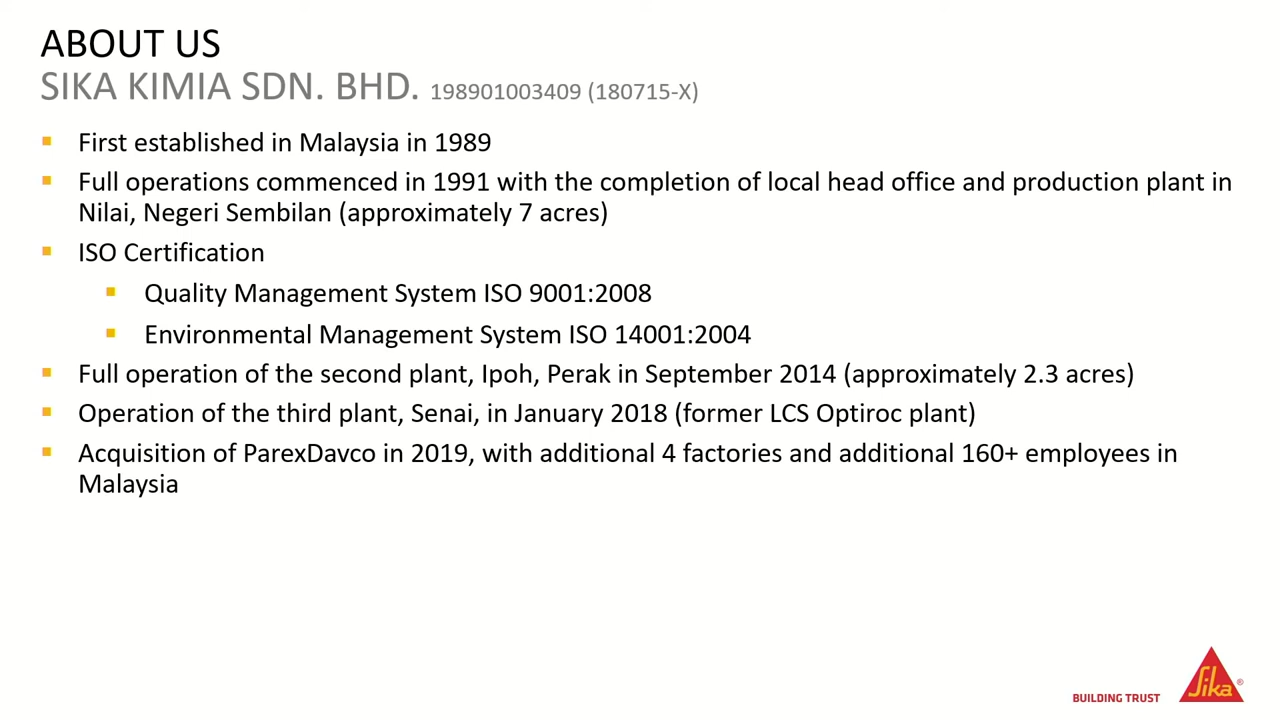 ABOUT US
SIKA KIMIA SDN. BHD. 198901003409 (180715-X)
First established in Malaysia in 1989
Full operations commenced in 1991 with the completion of local head office and production plant in
Nilai, Negeri Sembilan (approximately 7 acres)
ISO Certification
Quality Management System ISO 9001:2008
Environmental Management System ISO 14001:2004
Full operation of the second plant, Ipoh, Perak in September 2014 (approximately 2.3 acres)
Operation of the third plant, Senai, in January 2018 (former LCS Optiroc plant)
Acquisition of ParexDavco in 2019, with additional 4 factories and additional 160+ employees in
Malaysia
BUILDING TRUST
Sika®